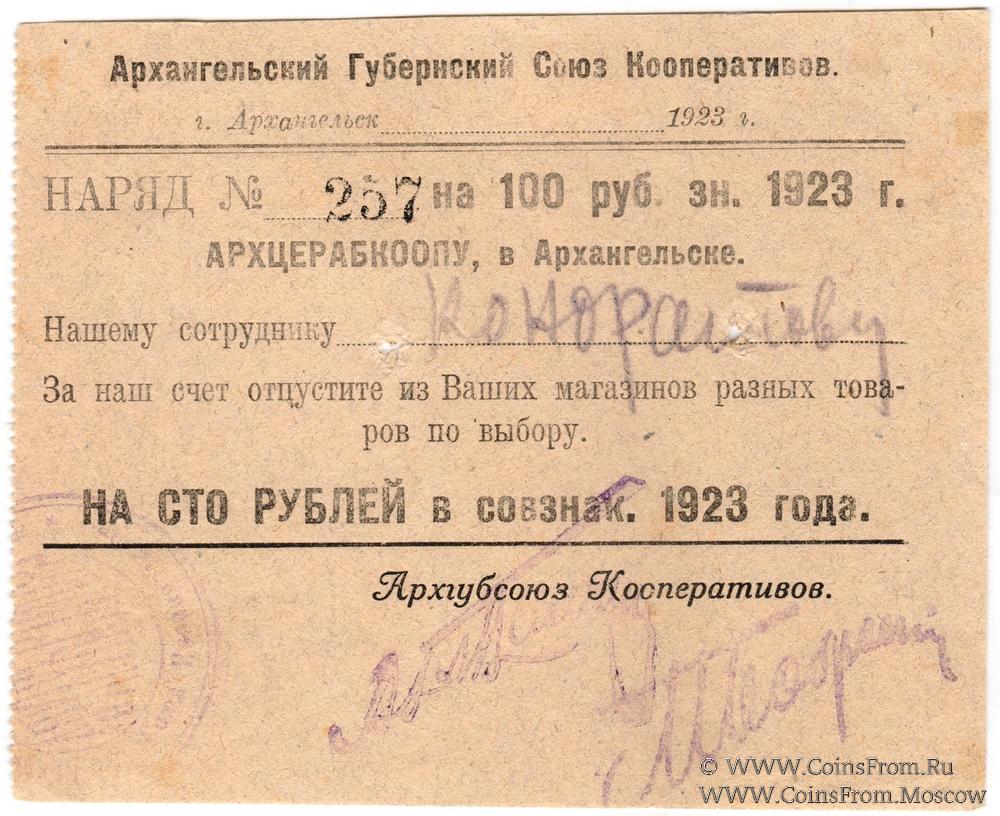 Архангельский Губернский Союз Кооперативов.
г. Архангельск 1923 г.
НАРЯД № 257 на 100 руб. зн. 1923 г.
АРХЦЕРАБКООПУ, в Архангельске.
Нашему сотруднику Кондратову
За наш счет отпустите из Ваших магазинов разных това-
ров по выбору.
НА СТО РУБЛЕЙ в совзнак. 1923 года.
Архгубсоюз Косперативов.
© WWW.CoinsFrom.Ru
WWW.CoinsFrom.Moscow